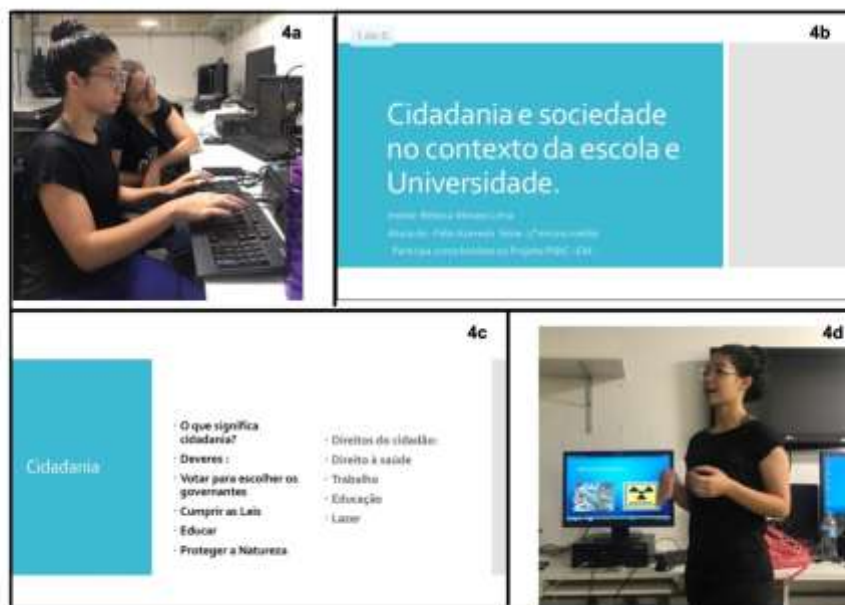 4a
4b
Cidadania e sociedade
no contexto da escola e
Universidade.
4c
Cidadania
· O que significa
cidadania?
· Deveres :
· Votar para escolher os
governantes
· Cumprir as Leis
· Educar
· Proteger a Natureza
· Direitos do cidadão:
· Direito à saúde
· Trabalho
· Educação
· Lazer
4d